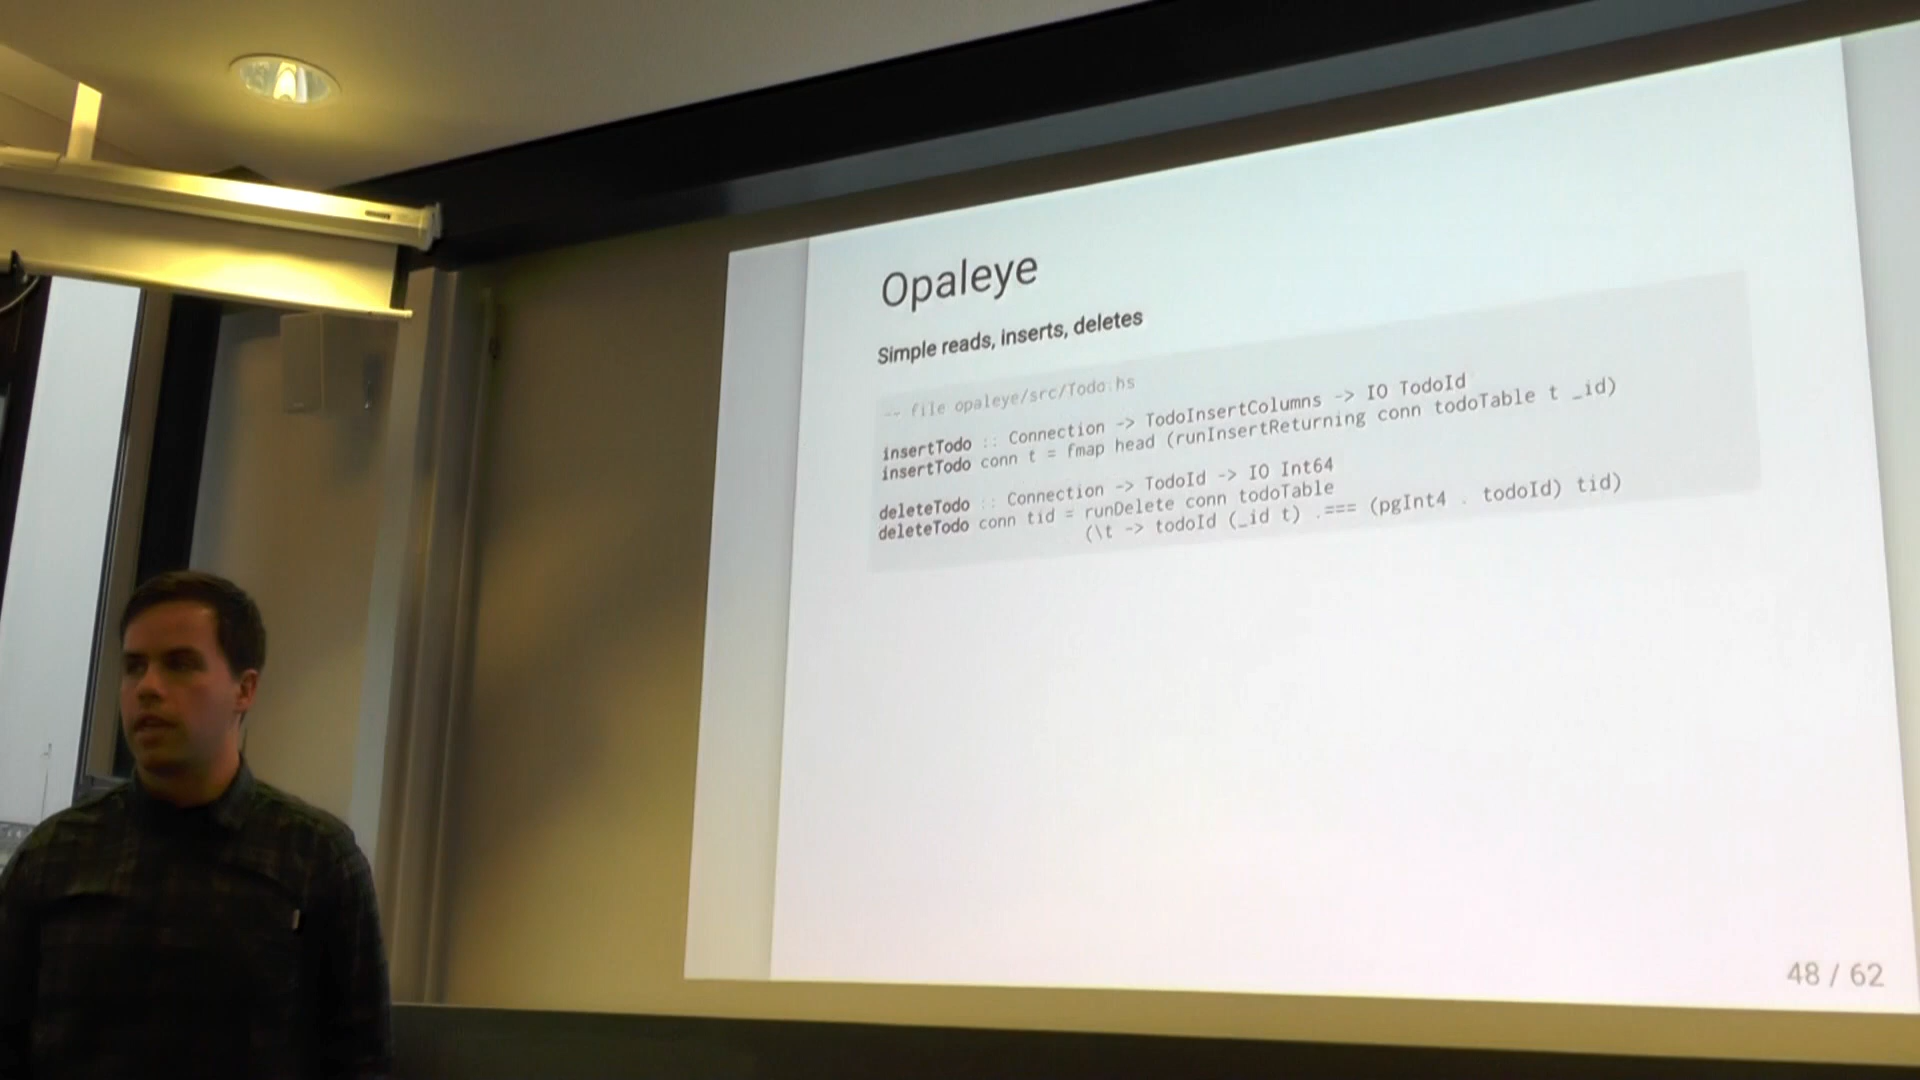 Opaleye
Simple reads, inserts, deletes
-- file opaleye/src/Todo.hs
insertTodo :: Connection -> TodoInsertColumns -> IO TodoId
insertTodo conn t = fmap head (runInsertReturning conn todoTable t _id)
deleteTodo :: Connection -> TodoId -> IO Int64
deleteTodo conn tid = runDelete conn todoTable
(\t -> todoId (_id t) .=== (pgInt4 . todoId) tid)
48 / 62